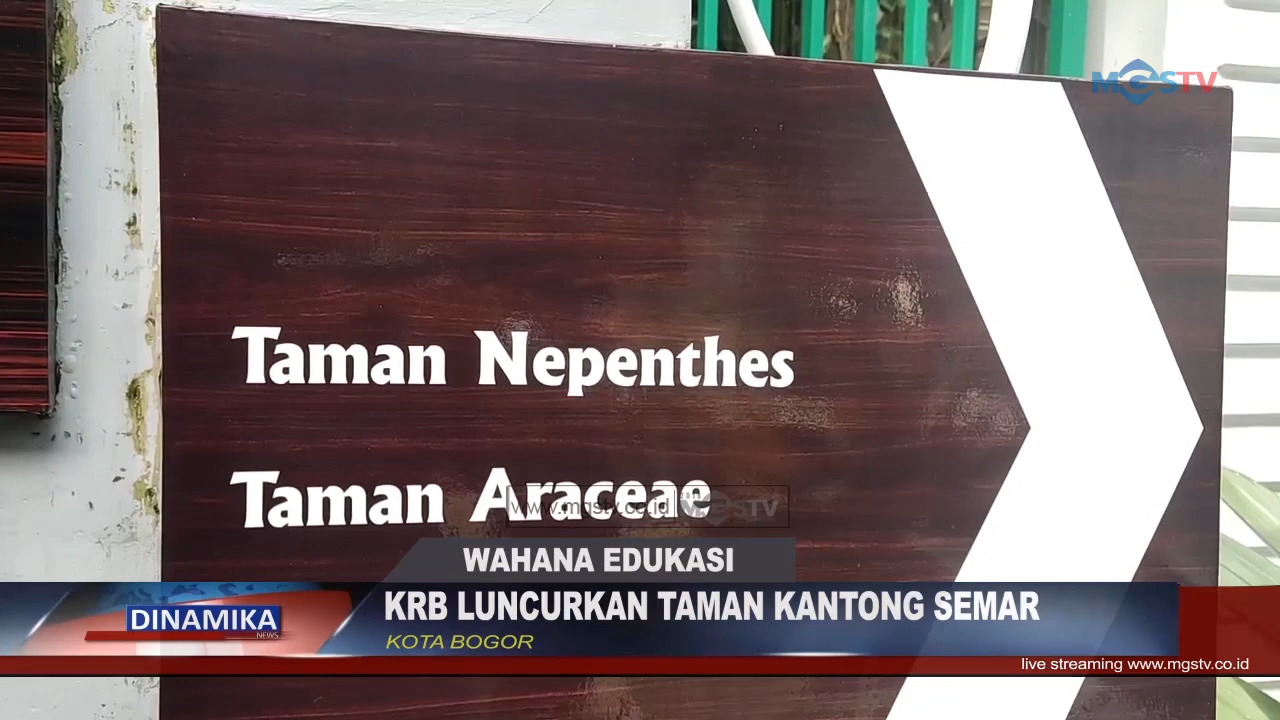 MGSTV
Taman Nepenthes
Taman Araceae
www.mgstv.co.id MGSTV
WAHANA EDUKASI
KRB LUNCURKAN TAMAN KANTONG SEMAR
DINAMIKA
NEWS
KOTA BOGOR
live streaming www.mgstv.co.id